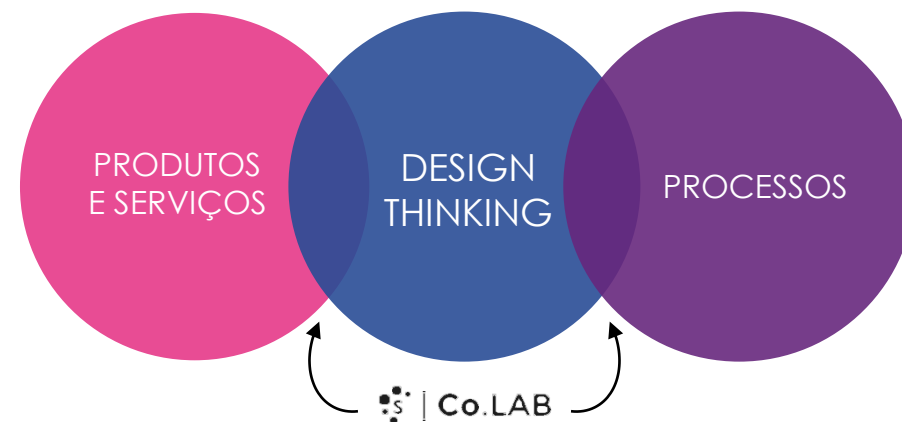 PRODUTOS
E SERVIÇOS
DESIGN
THINKING
PROCESSOS
S | Co.LAB